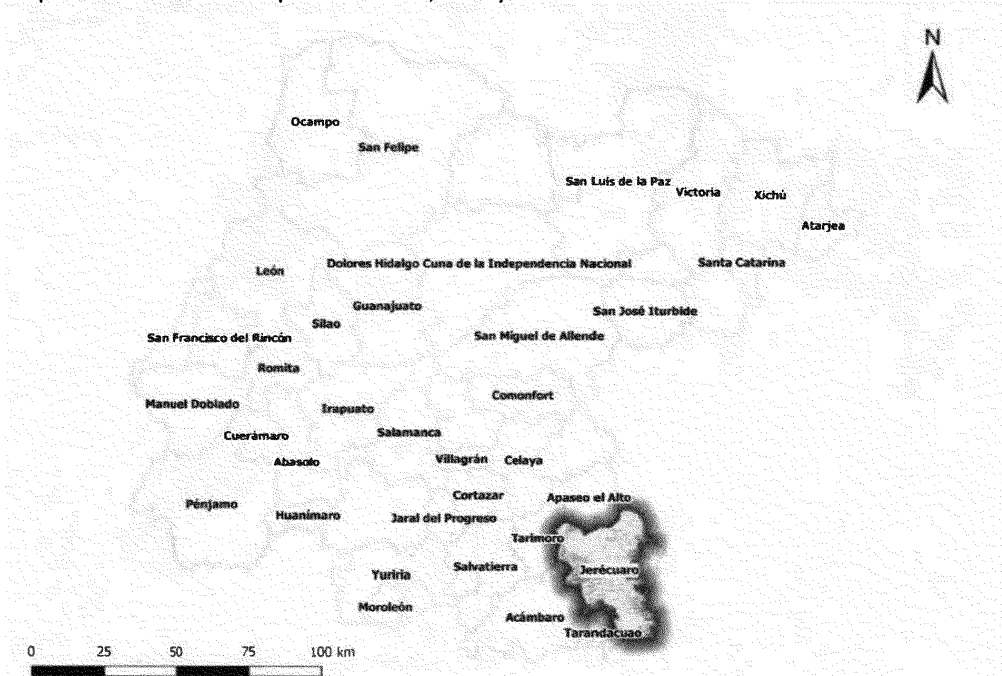 N
Ocampo
San Felipe
San Luis de la Paz
Victoria
Xichú
Atarjea
León
Dolores Hidalgo Cuna de la Independencia Nacional
Santa Catarina
Guanajuato
San José Iturbide
Silao
San Francisco del Rincón
San Miguel de Allende
Romita
Comonfort
Manuel Doblado
Irapuato
Cuerámaro
Salamanca
Abasolo
Villagrán
Celaya
Pénjamo
Cortazar
Apaseo el Alto
Huanímaro
Jaral del Progreso
Tarimoro
Yuriria
Salvatierra
Jerécuaro
Moroleón
Acámbaro
Tarandacuao
0 25 50 75 100 km